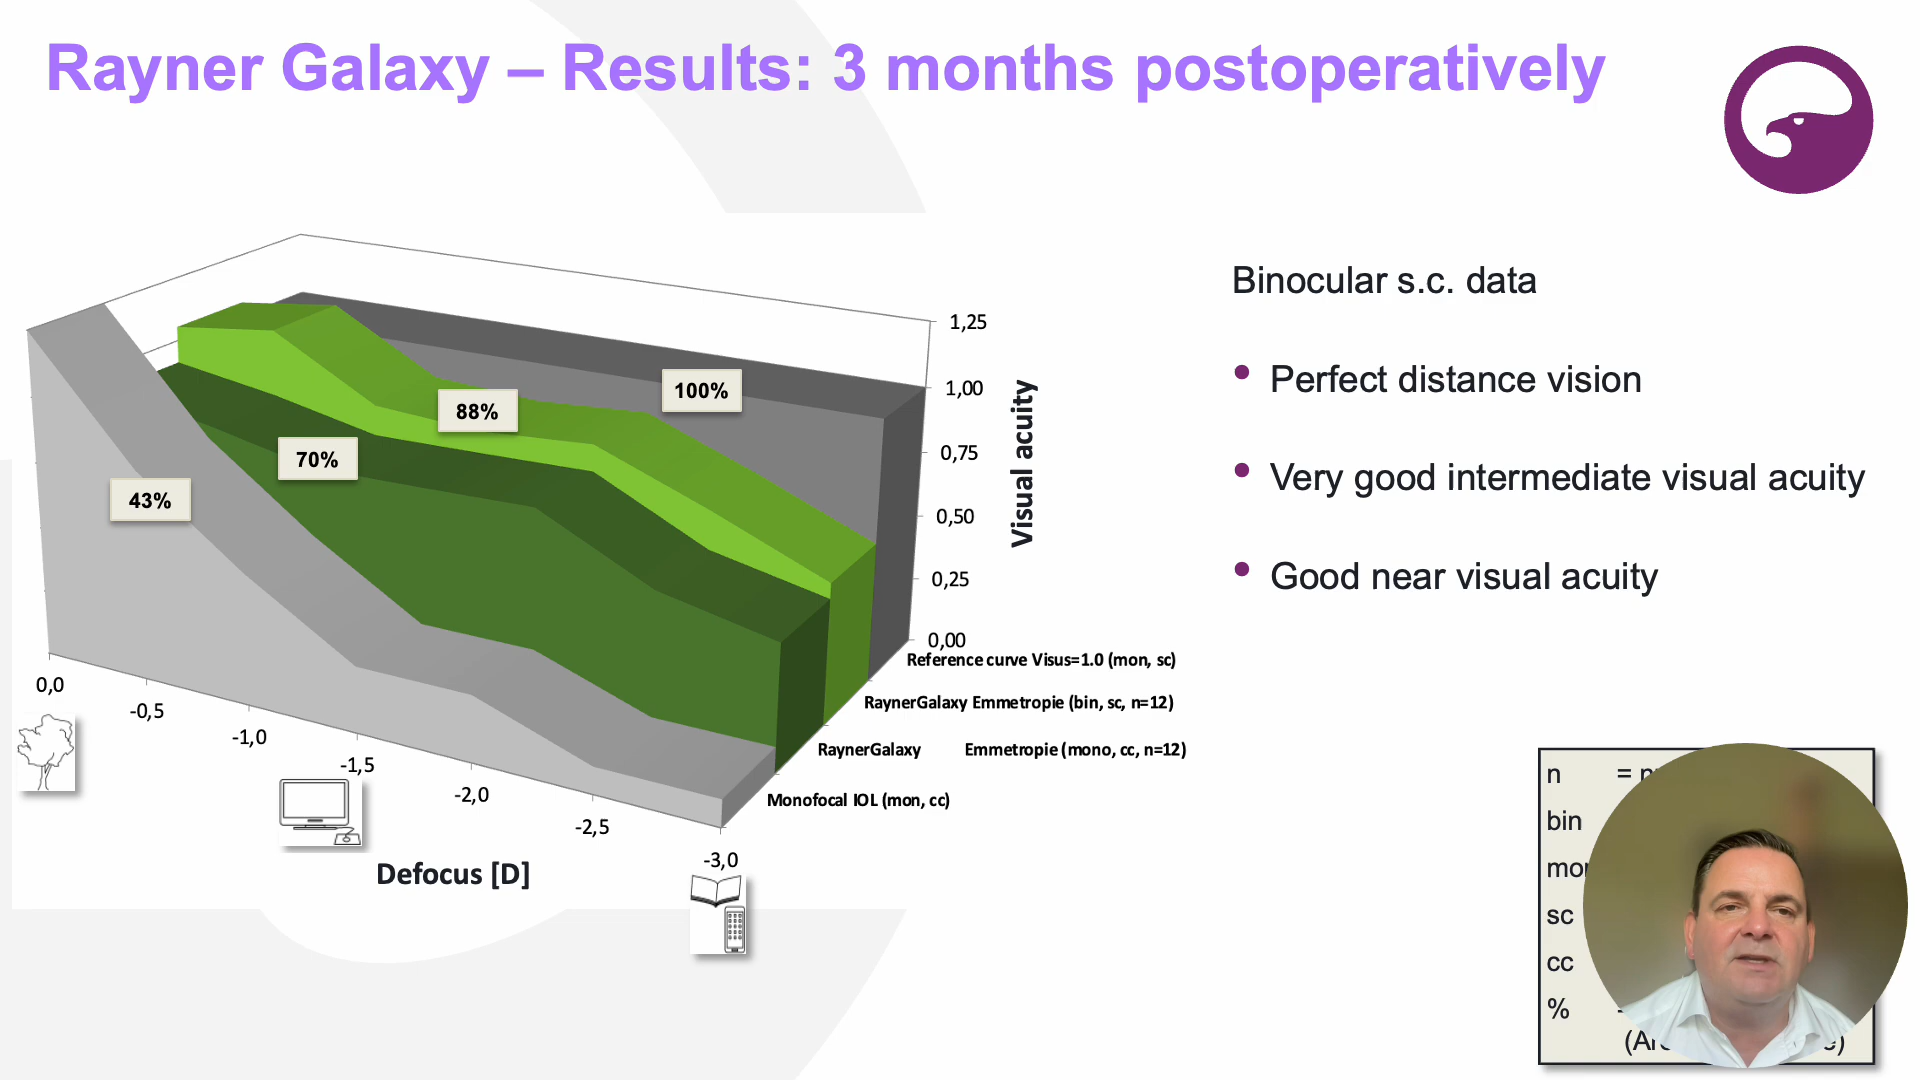 Rayner Galaxy – Results: 3 months postoperatively
1,25
1,00
0,75
0,50
0,25
0,00
Visual acuity
100%
88%
70%
43%
Reference curve Visus=1.0 (mon, sc)
RaynerGalaxy Emmetropie (bin, sc, n=12)
RaynerGalaxy Emmetropie (mono, cc, n=12)
Monofocal IOL (mon, cc)
0,0
-0,5
-1,0
-1,5
-2,0
-2,5
-3,0
Defocus [D]
Binocular s.c. data
• Perfect distance vision
• Very good intermediate visual acuity
• Good near visual acuity
n =
bin
sc
cc
%